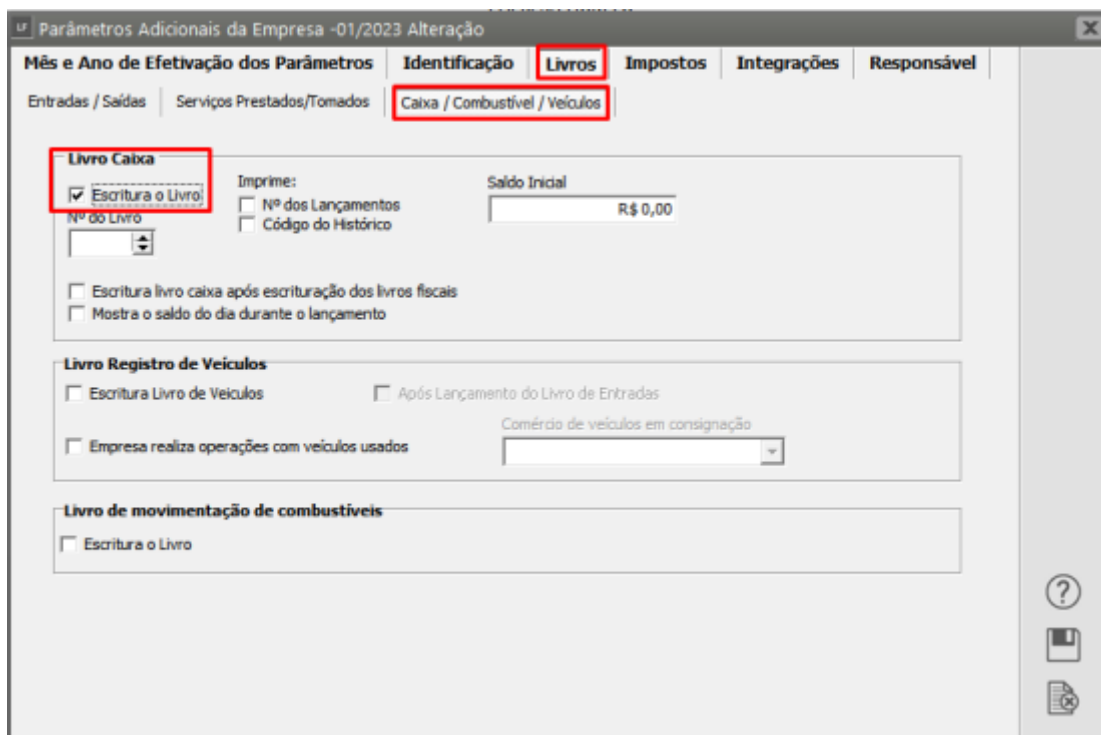 LF Parâmetros Adicionais da Empresa -01/2023 Alteração
Mês e Ano de Efetivação dos Parâmetros Identificação Livros Impostos Integrações Responsável
Entradas / Saídas Serviços Prestados/Tomados Caixa / Combustível / Veículos
Livro Caixa
Escritura o Livro
Imprime:
Saldo Inicial
Nº dos Lançamentos
R$ 0,00
Nº do Livro
Código do Histórico
Escritura livro caixa após escrituração dos livros fiscais
Mostra o saldo do dia durante o lançamento
Livro Registro de Veículos
Escritura Livro de Veiculos Após Lançamento do Livro de Entradas
Comércio de veículos em consignação
Empresa realiza operações com veículos usados
Livro de movimentação de combustíveis
Escritura o Livro